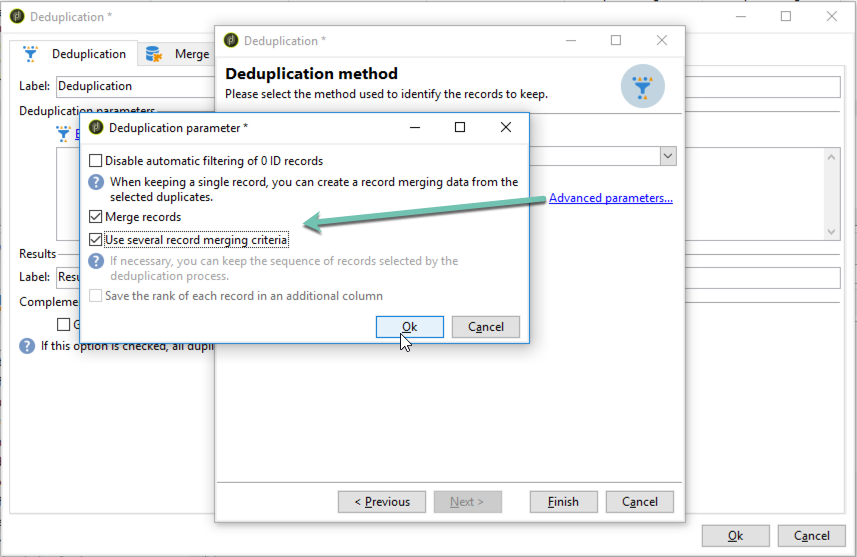 Deduplication *
Deduplication
Merge
Label:
Deduplication
Deduplication parameters
Results
Label:
Resu
Complemen
G
If this option is checked, all dupli
Ok
Cancel
Deduplication *
Deduplication method
Please select the method used to identify the records to keep.
Advanced parameters...
< Previous
Next >
Finish
Cancel
Deduplication parameter *
Disable automatic filtering of 0 ID records
When keeping a single record, you can create a record merging data from the
selected duplicates.
Merge records
Use several record merging criteria
If necessary, you can keep the sequence of records selected by the
deduplication process.
Save the rank of each record in an additional column
Ok
Cancel